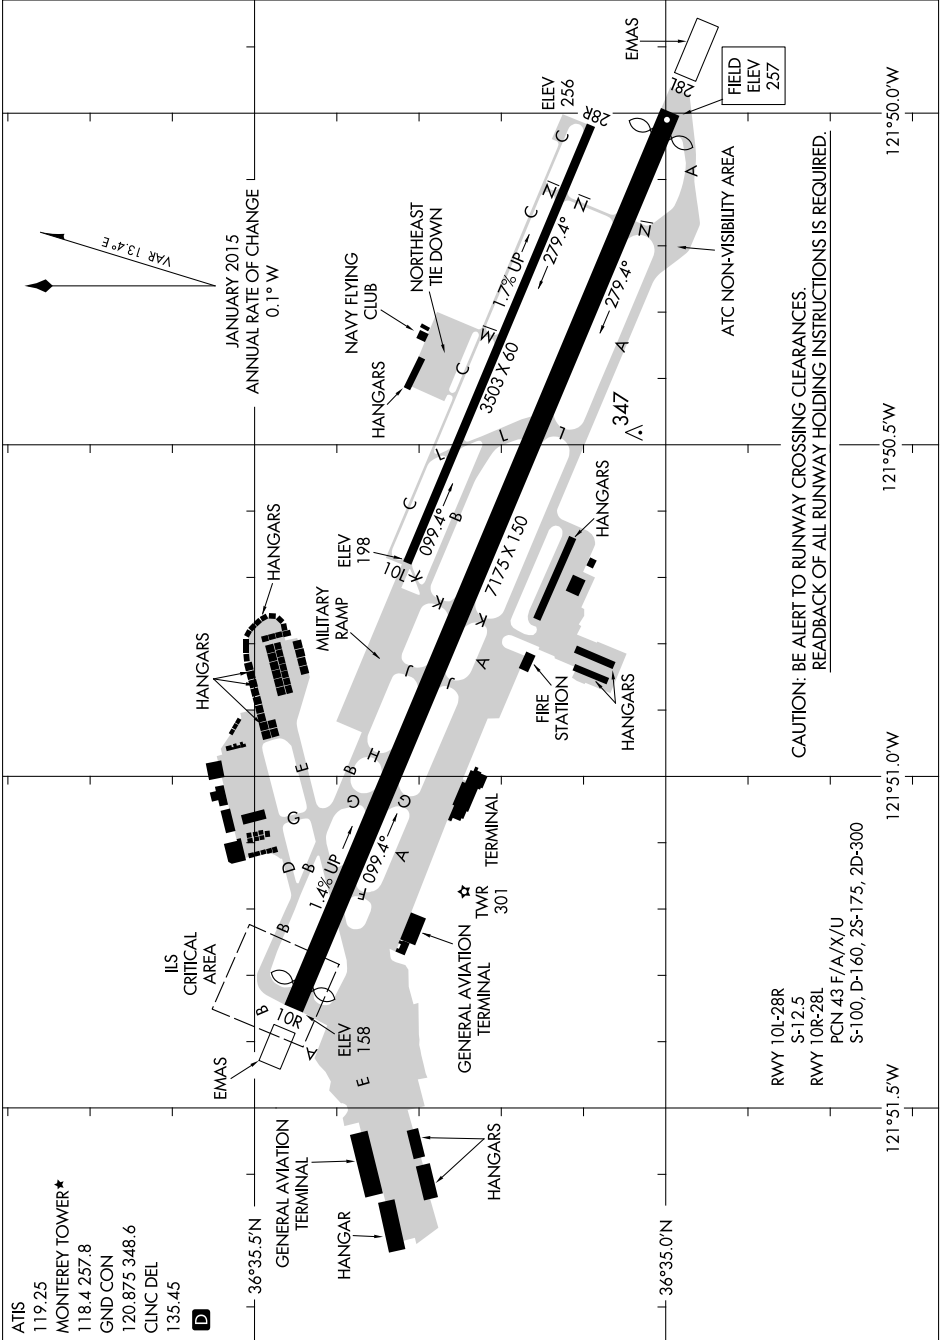 ATIS
119.25
MONTEREY TOWER★
118.4 257.8
GND CON
120.875 348.6
CLNC DEL
135.45
D
JANUARY 2015
ANNUAL RATE OF CHANGE
0.1° W
VAR 13.4° E
36°35.5'N
36°35.0'N
121°51.5'W
121°51.0'W
121°50.5'W
121°50.0'W
GENERAL AVIATION
TERMINAL
HANGAR
HANGARS
EMAS
ILS
CRITICAL
AREA
ELEV
158
10R
A
B
E
B
D
B
G
E
B
H
G
G
F
A
1.4% UP
099.4°
GENERAL AVIATION
TERMINAL
TWR
301
TERMINAL
HANGARS
HANGARS
MILITARY
RAMP
J
J
A
K
K
FIRE
STATION
HANGARS
HANGARS
7175 X 150
ELEV
198
10L
K
099.4°
B
C
L
L
L
3503 X 60
HANGARS
NAVY FLYING
CLUB
NORTHEAST
TIE DOWN
C
M
1.7% UP
279.4°
C
N
N
N
C
ELEV
256
28R
279.4°
A
A
347
ATC NON-VISIBILITY AREA
28L
EMAS
FIELD
ELEV
257
RWY 10L-28R
S-12.5
RWY 10R-28L
PCN 43 F/A/X/U
S-100, D-160, 2S-175, 2D-300
CAUTION: BE ALERT TO RUNWAY CROSSING CLEARANCES.
READBACK OF ALL RUNWAY HOLDING INSTRUCTIONS IS REQUIRED.